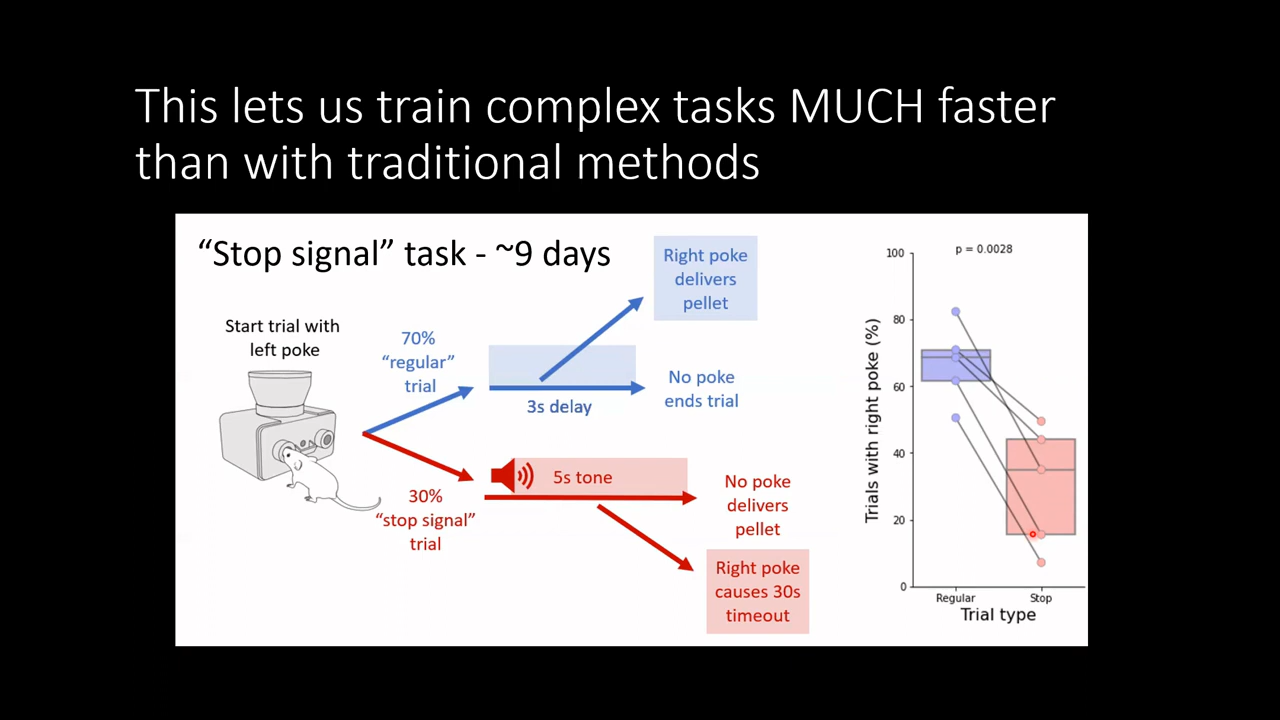 This lets us train complex tasks MUCH faster
than with traditional methods
“Stop signal” task - ~9 days
Start trial with
left poke
70%
“regular”
trial
3s delay
Right poke
delivers
pellet
No poke
ends trial
30%
“stop signal”
trial
5s tone
No poke
delivers
pellet
Right poke
causes 30s
timeout
p = 0.0028
Trials with right poke (%)
100
80
60
40
20
0
Regular
Stop
Trial type